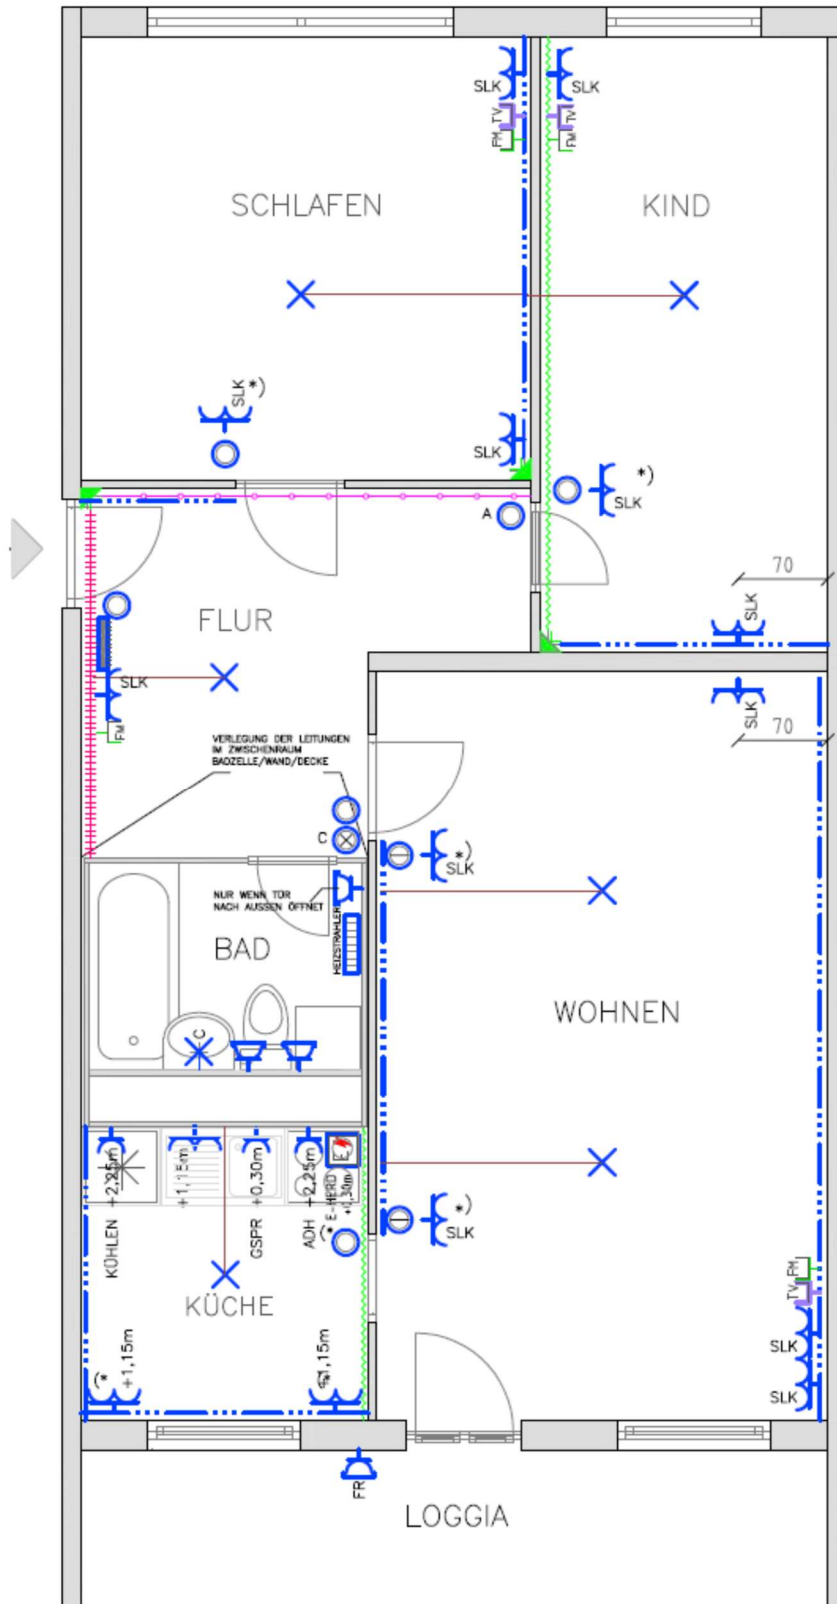 SLK
SLK
TV
FM
TV
FM
SCHLAFEN
KIND
SLK *)
SLK
*)
SLK
A
70
SLK
FLUR
SLK
FM
SLK
70
VERLEGUNG DER LEITUNGEN
IM ZWISCHENRAUM
BADZELLE/WAND/DECKE
C
*)
SLK
NUR WENN TÜR
NACH AUSSEN ÖFFNET
HEIZSTRAHLER
BAD
C
WOHNEN
KÜHLEN +2,25m
+1,15m
GSPR +0,30m
ADH +2,25m
E-HERD
+0,30m
E
*)
*)
SLK
KÜCHE
FM
TV
SLK
SLK
*)
+1,15m
+1,15m
FR
LOGGIA